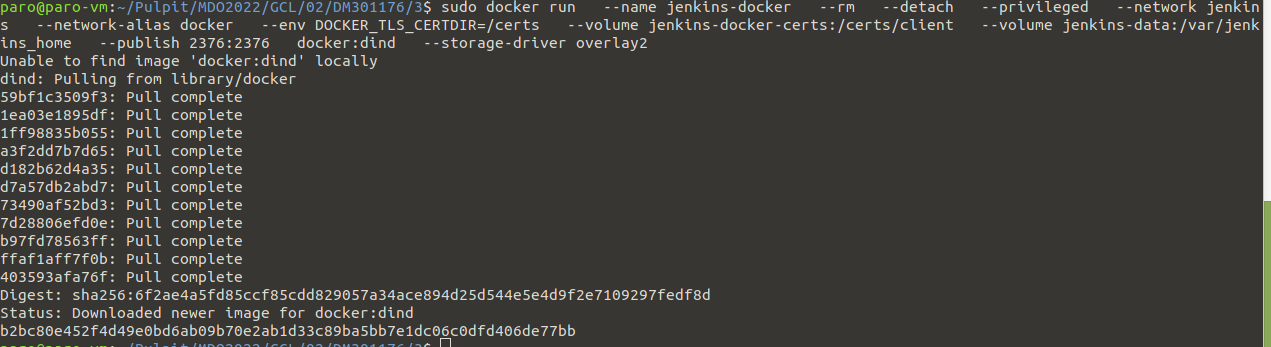 paro@paro-vm:~/Pulpit/MDO2022/GCL/02/DM301176/3$ sudo docker run   --name jenkins-docker   --rm   --detach   --privileged   --network jenkin
s   --network-alias docker   --env DOCKER_TLS_CERTDIR=/certs   --volume jenkins-docker-certs:/certs/client   --volume jenkins-data:/var/jenk
ins_home   --publish 2376:2376   docker:dind   --storage-driver overlay2
Unable to find image 'docker:dind' locally
dind: Pulling from library/docker
59bf1c3509f3: Pull complete
1ea03e1895df: Pull complete
1ff98835b055: Pull complete
a3f2dd7b7d65: Pull complete
d182b62d4a35: Pull complete
d7a57db2abd7: Pull complete
73490af52bd3: Pull complete
7d28806efd0e: Pull complete
b97fd78563ff: Pull complete
ffaf1aff7f0b: Pull complete
403593afa76f: Pull complete
Digest: sha256:6f2ae4a5fd85ccf85cdd829057a34ace894d25d544e5e4d9f2e7109297fedf8d
Status: Downloaded newer image for docker:dind
b2bc80e452f4d49e0bd6ab09b70e2ab1d33c89ba5bb7e1dc06c0dfd406de77bb
paro@paro-vm:~/Pulpit/MDO2022/GCL/02/DM301176/3$